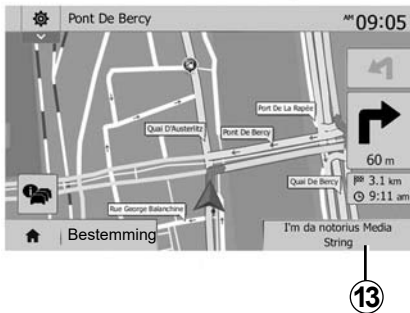 Pont De Bercy
AM 09:05
Port De La Rapée
Quai D'Austerlitz
Pont De Bercy
60 m
Quai De Bercy
3.1 km
9:11 am
Rue George Balanchine
Bestemming
I'm da notorius Media
String
13